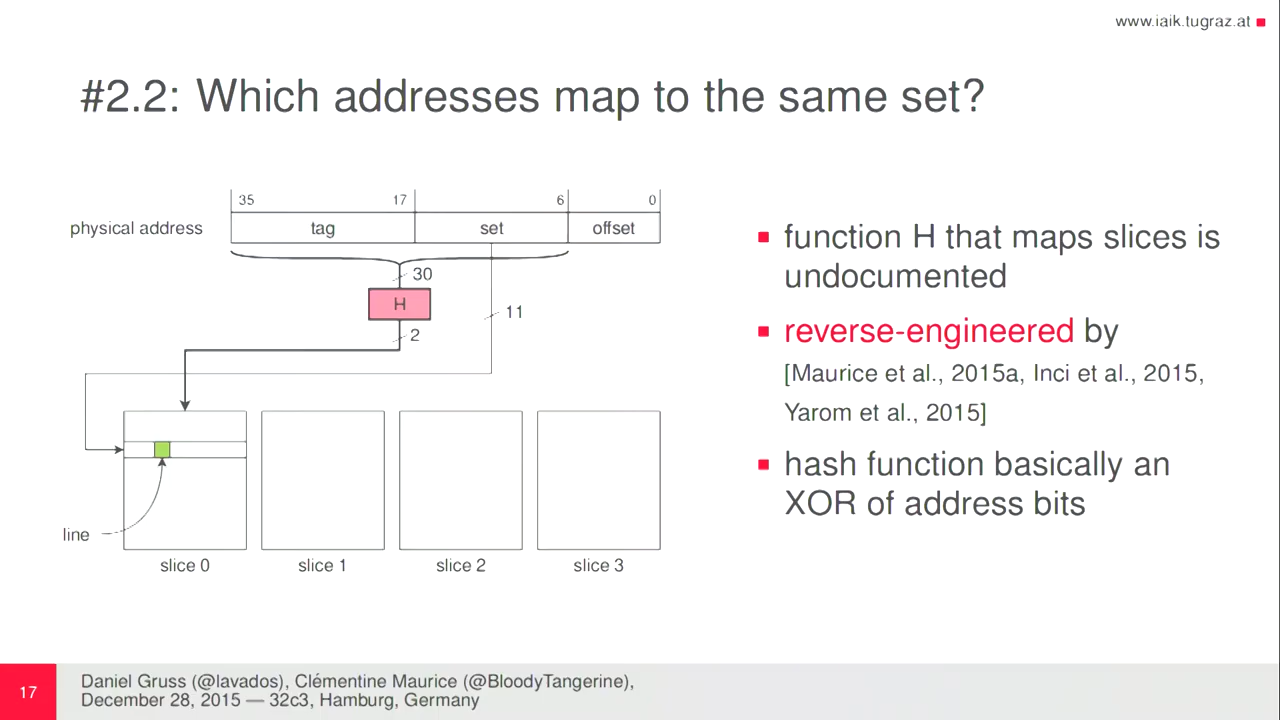 www.iaik.tugraz.at
#2.2: Which addresses map to the same set?
35 17 6 0
physical address tag set offset
30
H
11
2
line
slice 0 slice 1 slice 2 slice 3
function H that maps slices is
undocumented
reverse-engineered by
[Maurice et al., 2015a, Inci et al., 2015,
Yarom et al., 2015]
hash function basically an
XOR of address bits
17
Daniel Gruss (@lavados), Clémentine Maurice (@BloodyTangerine),
December 28, 2015 — 32c3, Hamburg, Germany